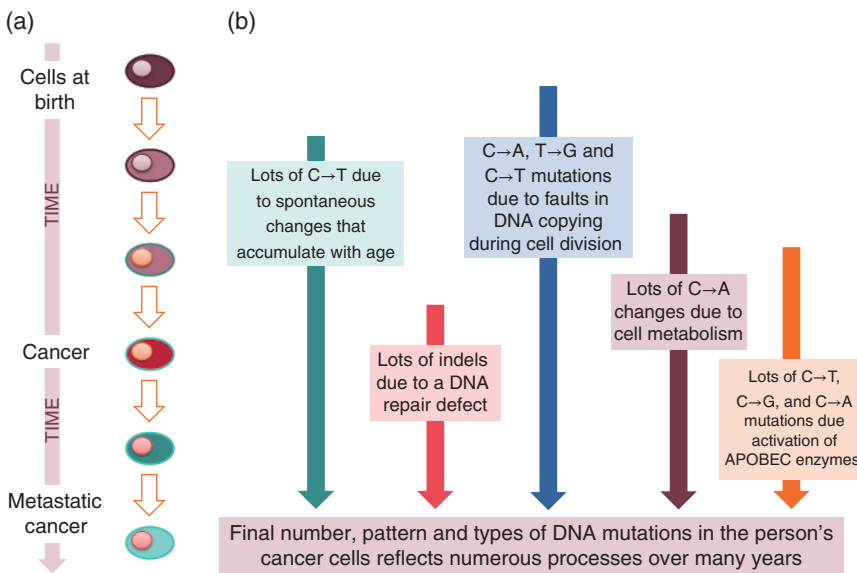 (a)
Cells at
birth
TIME
Cancer
TIME
Metastatic
cancer
(b)
Lots of C→T due
to spontaneous
changes that
accumulate with age
Lots of indels
due to a DNA
repair defect
C→A, T→G and
C→T mutations
due to faults in
DNA copying
during cell division
Lots of C→A
changes due to
cell metabolism
Lots of C→T,
C→G, and C→A
mutations due
activation of
APOBEC enzymes
Final number, pattern and types of DNA mutations in the person's
cancer cells reflects numerous processes over many years